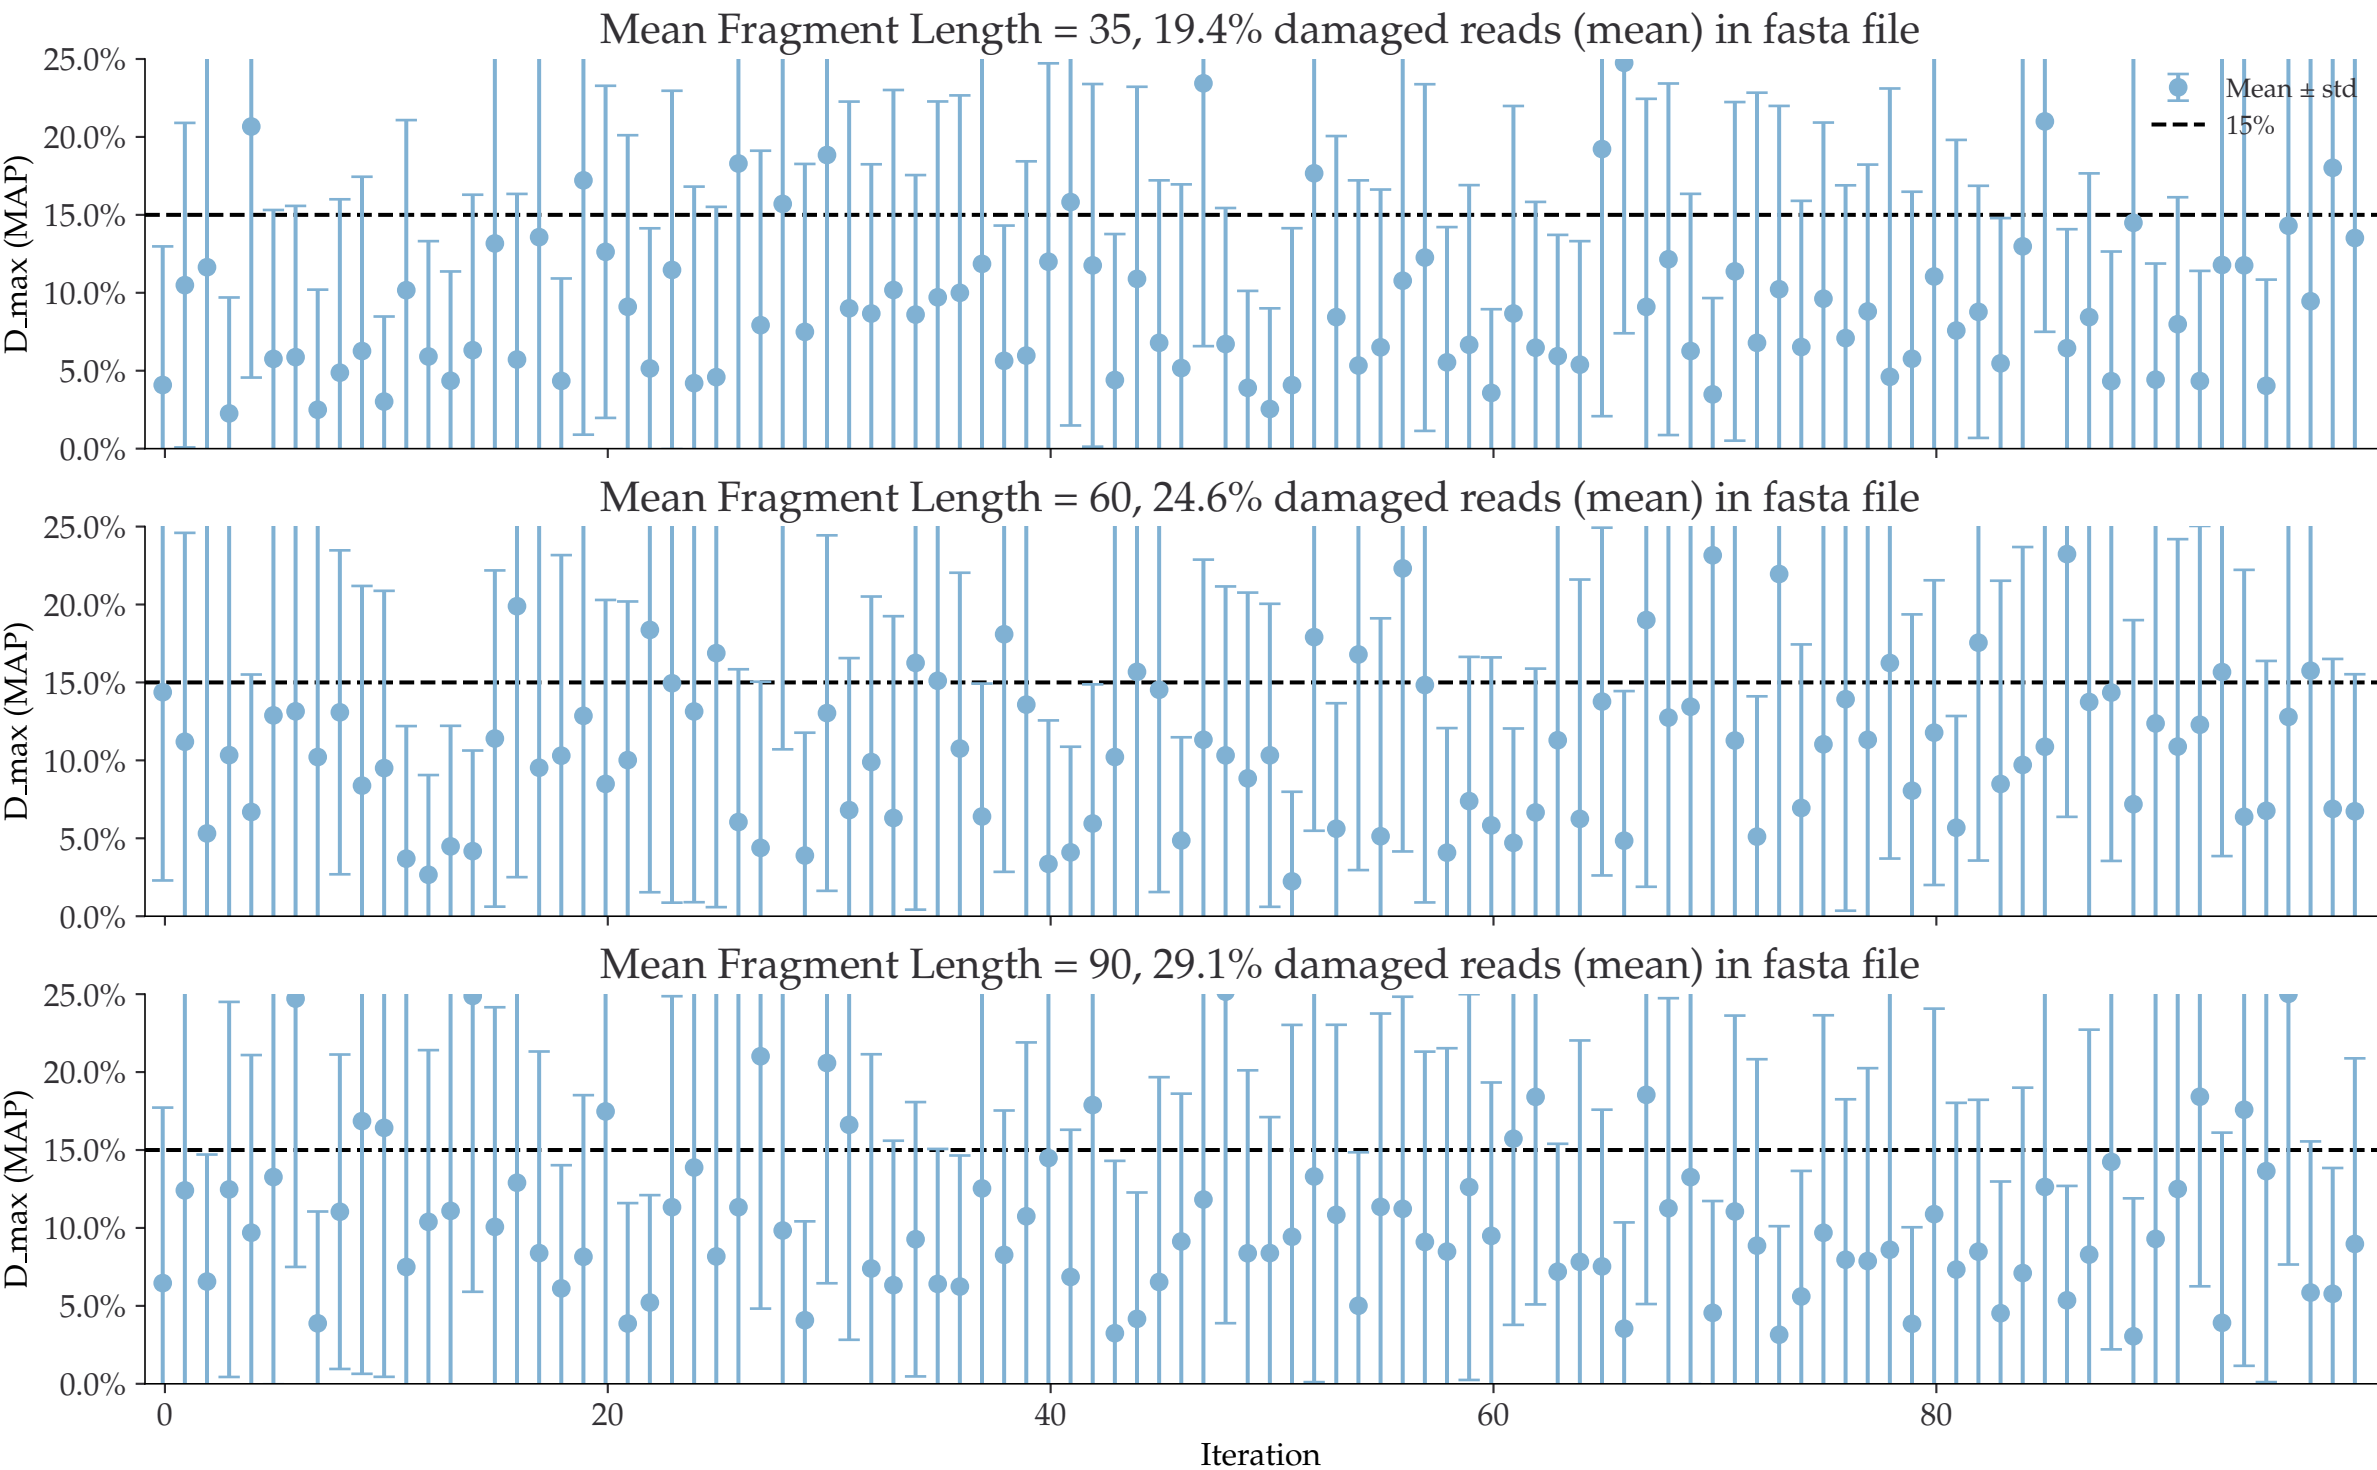 Mean Fragment Length = 35, 19.4% damaged reads (mean) in fasta file
25.0%
20.0%
15.0%
10.0%
5.0%
0.0%
D_max (MAP)
Mean ± std
15%
Mean Fragment Length = 60, 24.6% damaged reads (mean) in fasta file
25.0%
20.0%
15.0%
10.0%
5.0%
0.0%
D_max (MAP)
Mean Fragment Length = 90, 29.1% damaged reads (mean) in fasta file
25.0%
20.0%
15.0%
10.0%
5.0%
0.0%
D_max (MAP)
0 20 40 60 80
Iteration